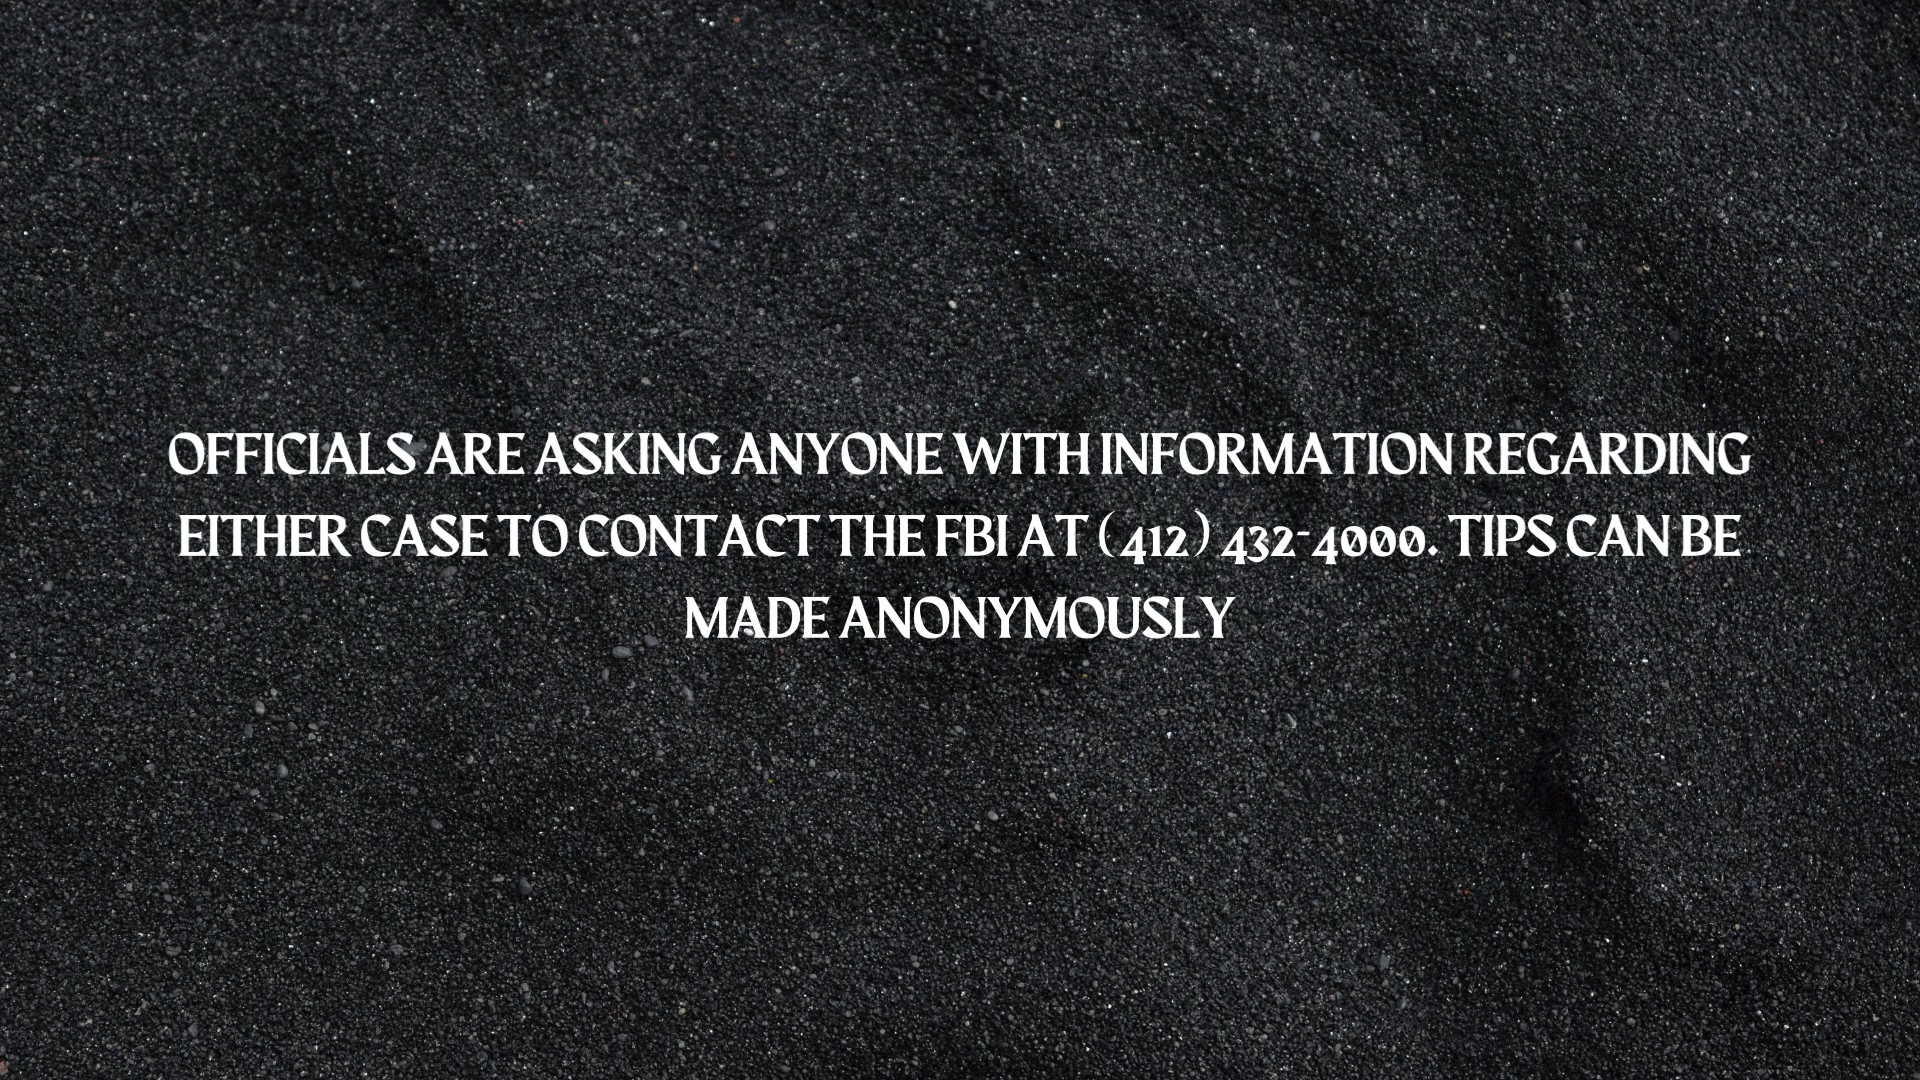 OFFICIALS ARE ASKING ANYONE WITH INFORMATION REGARDING
EITHER CASE TO CONTACT THE FBI AT (412) 432-4000. TIPS CAN BE
MADE ANONYMOUSLY